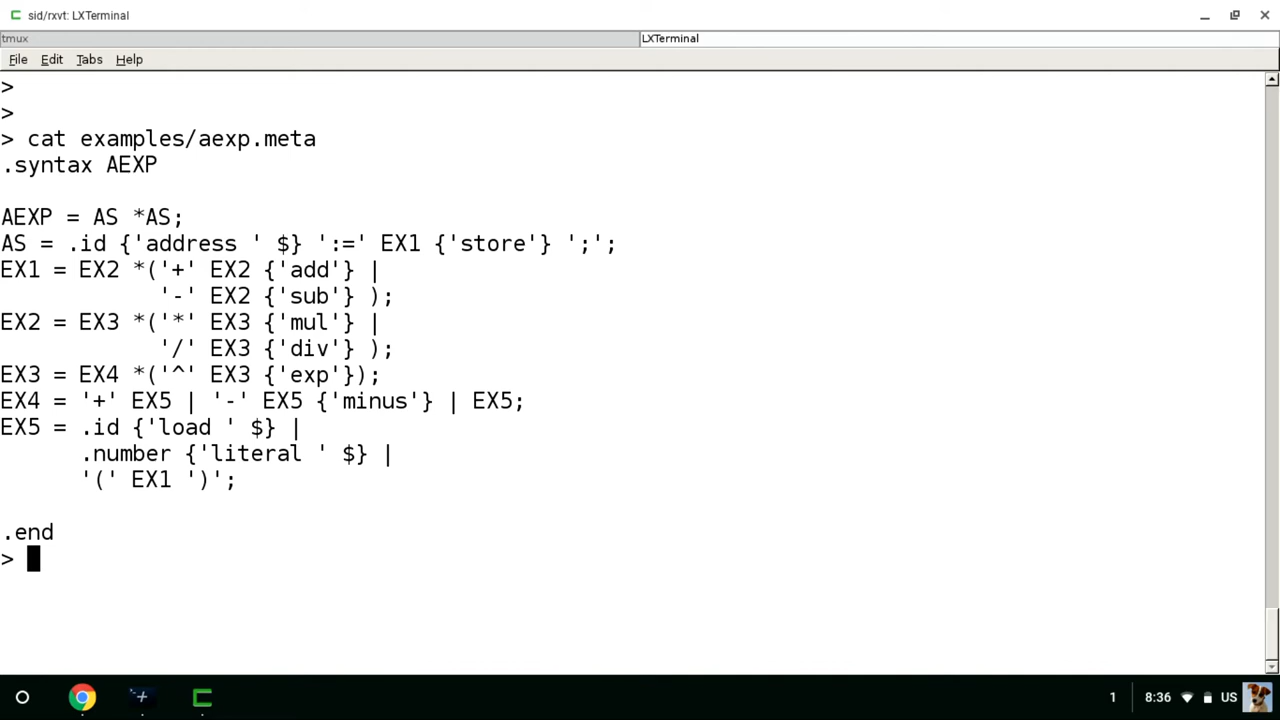 sid/rxvt: LXTerminal
tmux
LXTerminal
File Edit Tabs Help
>
>
> cat examples/aexp.meta
.syntax AEXP
AEXP = AS *AS;
AS = .id {'address ' $} ':=' EX1 {'store'} ';';
EX1 = EX2 *('+' EX2 {'add'} |
'-' EX2 {'sub'} );
EX2 = EX3 *('*' EX3 {'mul'} |
'/' EX3 {'div'} );
EX3 = EX4 *('^' EX3 {'exp'});
EX4 = '+' EX5 | '-' EX5 {'minus'} | EX5;
EX5 = .id {'load ' $} |
.number {'literal ' $} |
'(' EX1 ')';
.end
>
1 8:36 US